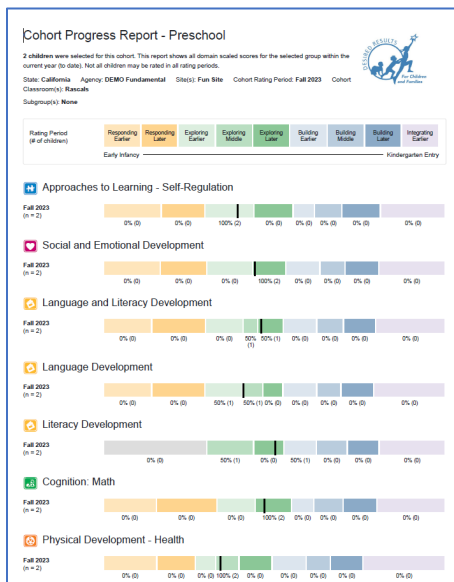 Cohort Progress Report - Preschool
2 children were selected for this cohort. This report shows all domain scaled scores for the selected group within the
current year (to date). Not all children may be rated in all rating periods.
State: California Agency: DEMO Fundamental Site(s): Fun Site Cohort Rating Period: Fall 2023 Cohort
Classroom(s): Rascals
Subgroup(s): None
DESIRED RESULTS
For Children
and Families
Rating Period
(# of children)
Responding
Earlier
Responding
Later
Exploring
Earlier
Exploring
Middle
Exploring
Later
Building
Earlier
Building
Middle
Building
Later
Integrating
Earlier
Early Infancy
Kindergarten Entry
Approaches to Learning - Self-Regulation
Fall 2023
(n = 2)
0% (0) 0% (0) 100% (2) 0% (0) 0% (0) 0% (0) 0% (0) 0% (0)
Social and Emotional Development
Fall 2023
(n = 2)
0% (0) 0% (0) 0% (0) 100% (2) 0% (0) 0% (0) 0% (0) 0% (0)
Language and Literacy Development
Fall 2023
(n = 2)
0% (0) 0% (0) 0% (0) 50% (1) 50% (1) 0% (0) 0% (0) 0% (0) 0% (0)
Language Development
Fall 2023
(n = 2)
0% (0) 0% (0) 50% (1) 50% (1) 0% (0) 0% (0) 0% (0) 0% (0) 0% (0)
Literacy Development
Fall 2023
(n = 2)
0% (0) 50% (1) 0% (0) 50% (1) 0% (0) 0% (0) 0% (0)
Cognition: Math
Fall 2023
(n = 2)
0% (0) 0% (0) 0% (0) 100% (2) 0% (0) 0% (0) 0% (0) 0% (0)
Physical Development - Health
Fall 2023
(n = 2)
0% (0) 0% (0) 0% (0) 100% (2) 0% (0) 0% (0) 0% (0) 0% (0) 0% (0)